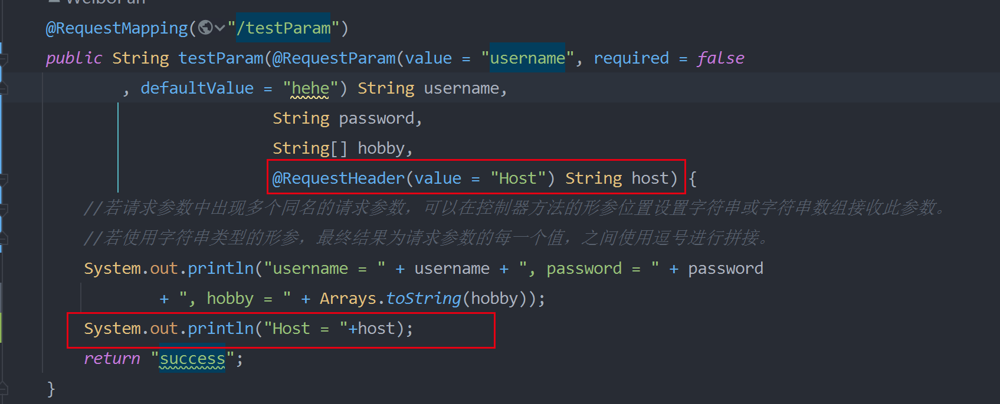 @RequestMapping("/testParam")
public String testParam(@RequestParam(value = "username", required = false
, defaultValue = "hehe") String username,
String password,
String[] hobby,
@RequestHeader(value = "Host") String host) {
//若请求参数中出现多个同名的请求参数，可以在控制器方法的形参位置设置字符串或字符串数组接收此参数。
//若使用字符串类型的形参，最终结果为请求参数的每一个值，之间使用逗号进行拼接。
System.out.println("username = " + username + ", password = " + password
+ ", hobby = " + Arrays.toString(hobby));
System.out.println("Host = "+host);
return "success";
}